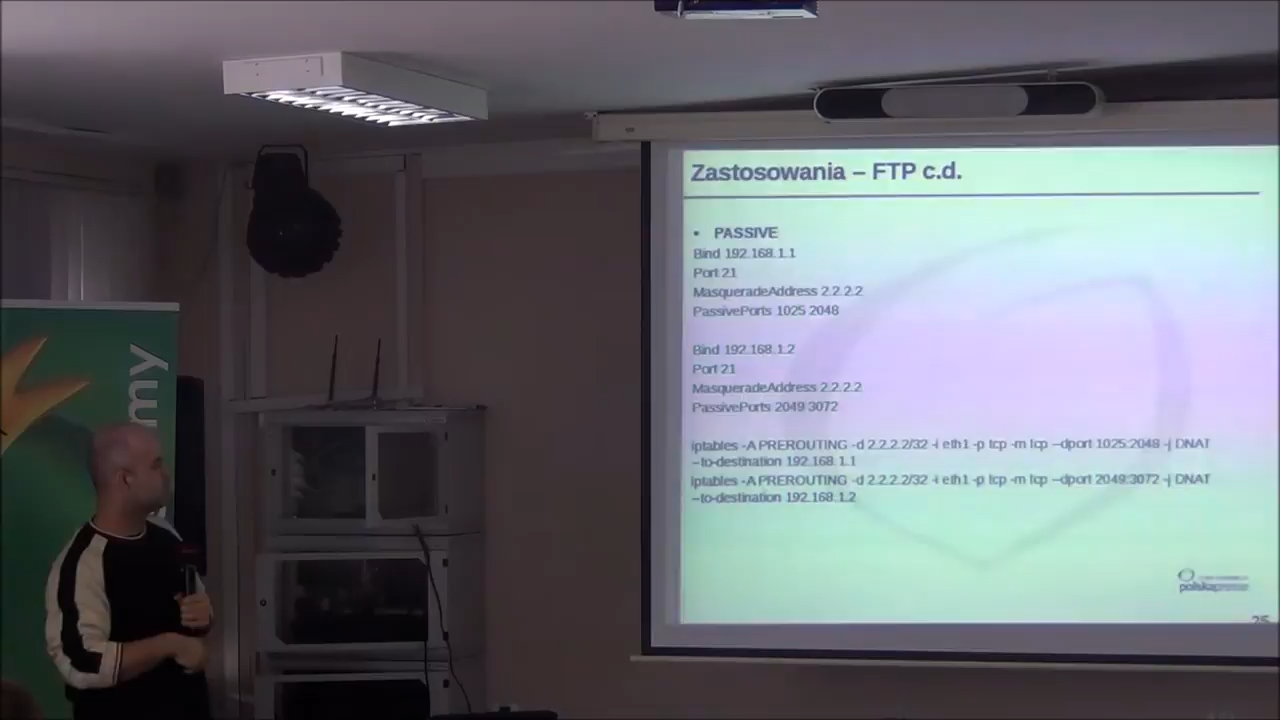 my
Zastosowania – FTP c.d.
• PASSIVE
Bind 192.168.1.1
Port 21
MasqueradeAddress 2.2.2.2
PassivePorts 1025 2048
Bind 192.168.1.2
Port 21
MasqueradeAddress 2.2.2.2
PassivePorts 2049 3072
iptables -A PREROUTING -d 2.2.2.2/32 -i eth1 -p tcp -m tcp --dport 1025:2048 -j DNAT
--to-destination 192.168.1.1
iptables -A PREROUTING -d 2.2.2.2/32 -i eth1 -p tcp -m tcp --dport 2049:3072 -j DNAT
--to-destination 192.168.1.2
polskapresse
25